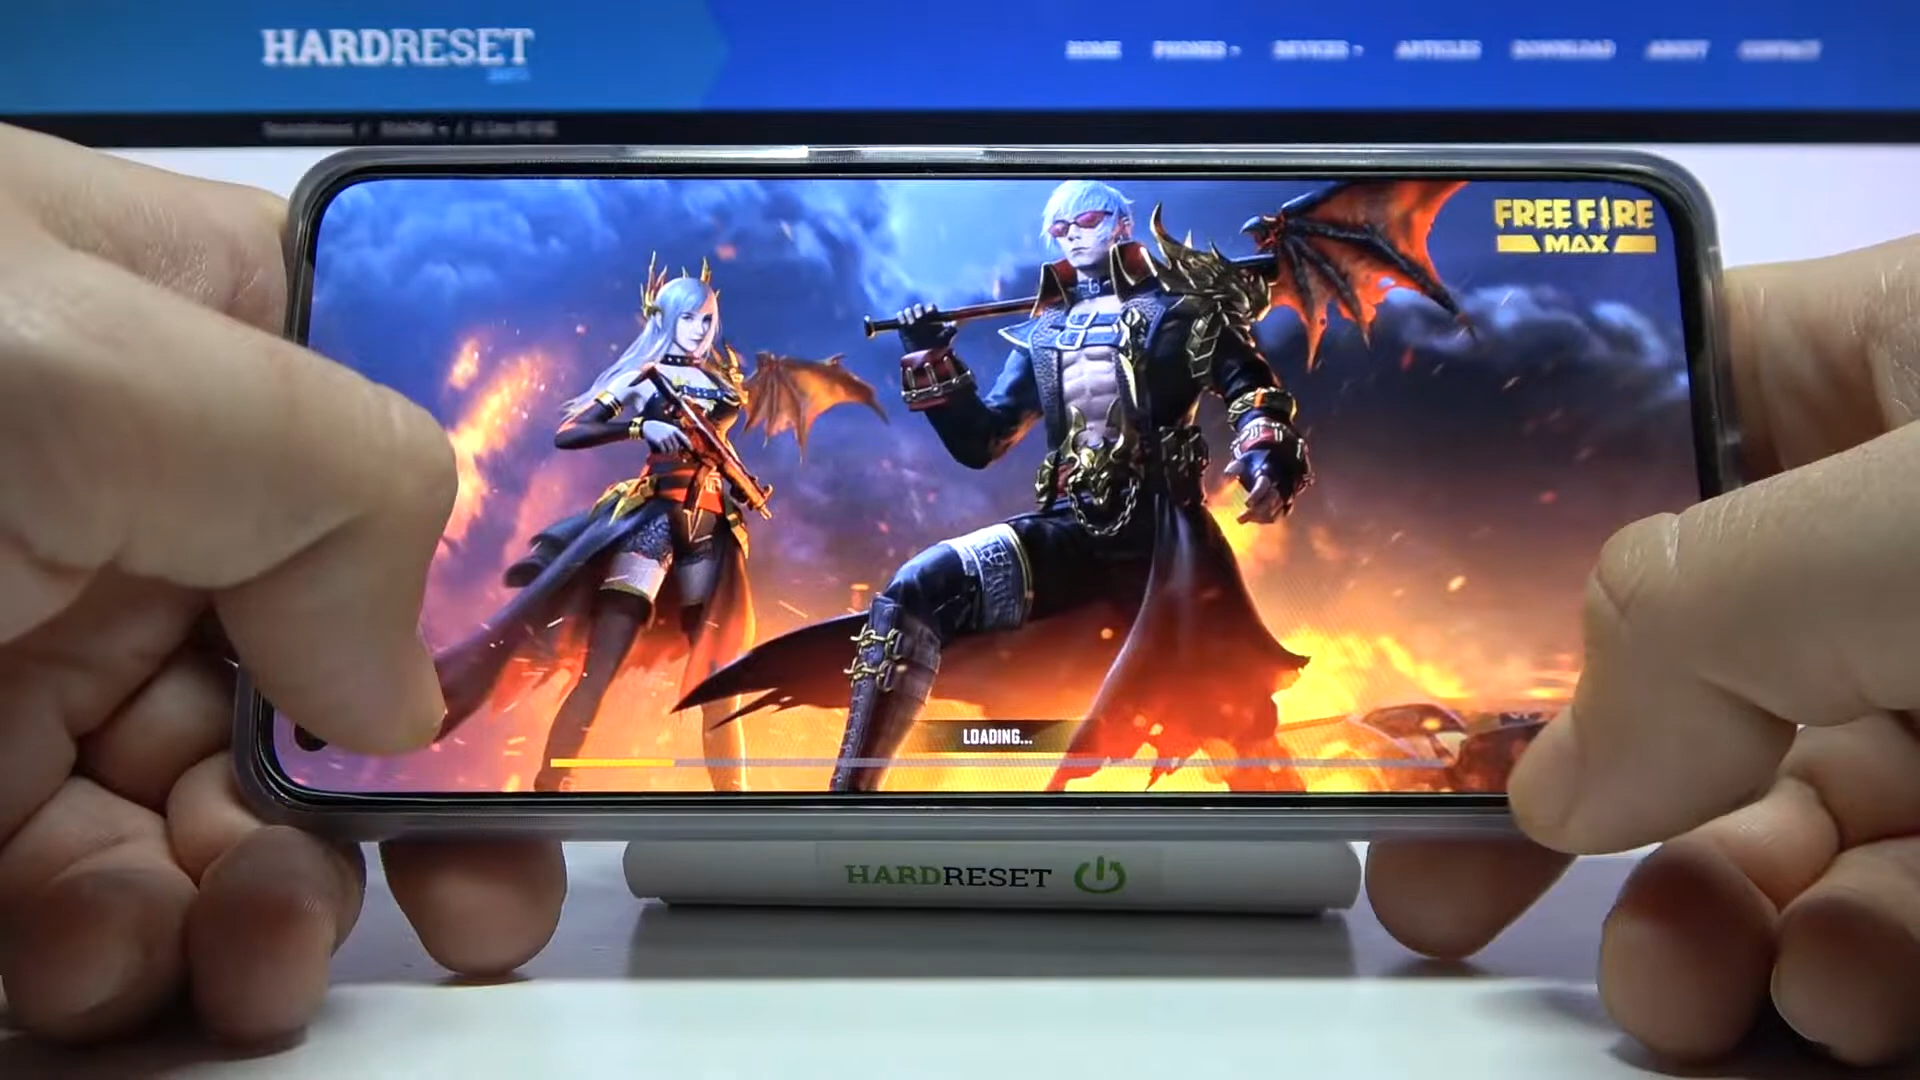 HARDRESET
HOME PHONES DEVICES ARTICLES DOWNLOAD ABOUT CONTACT
FREE FIRE
MAX
LOADING...
HARDRESET